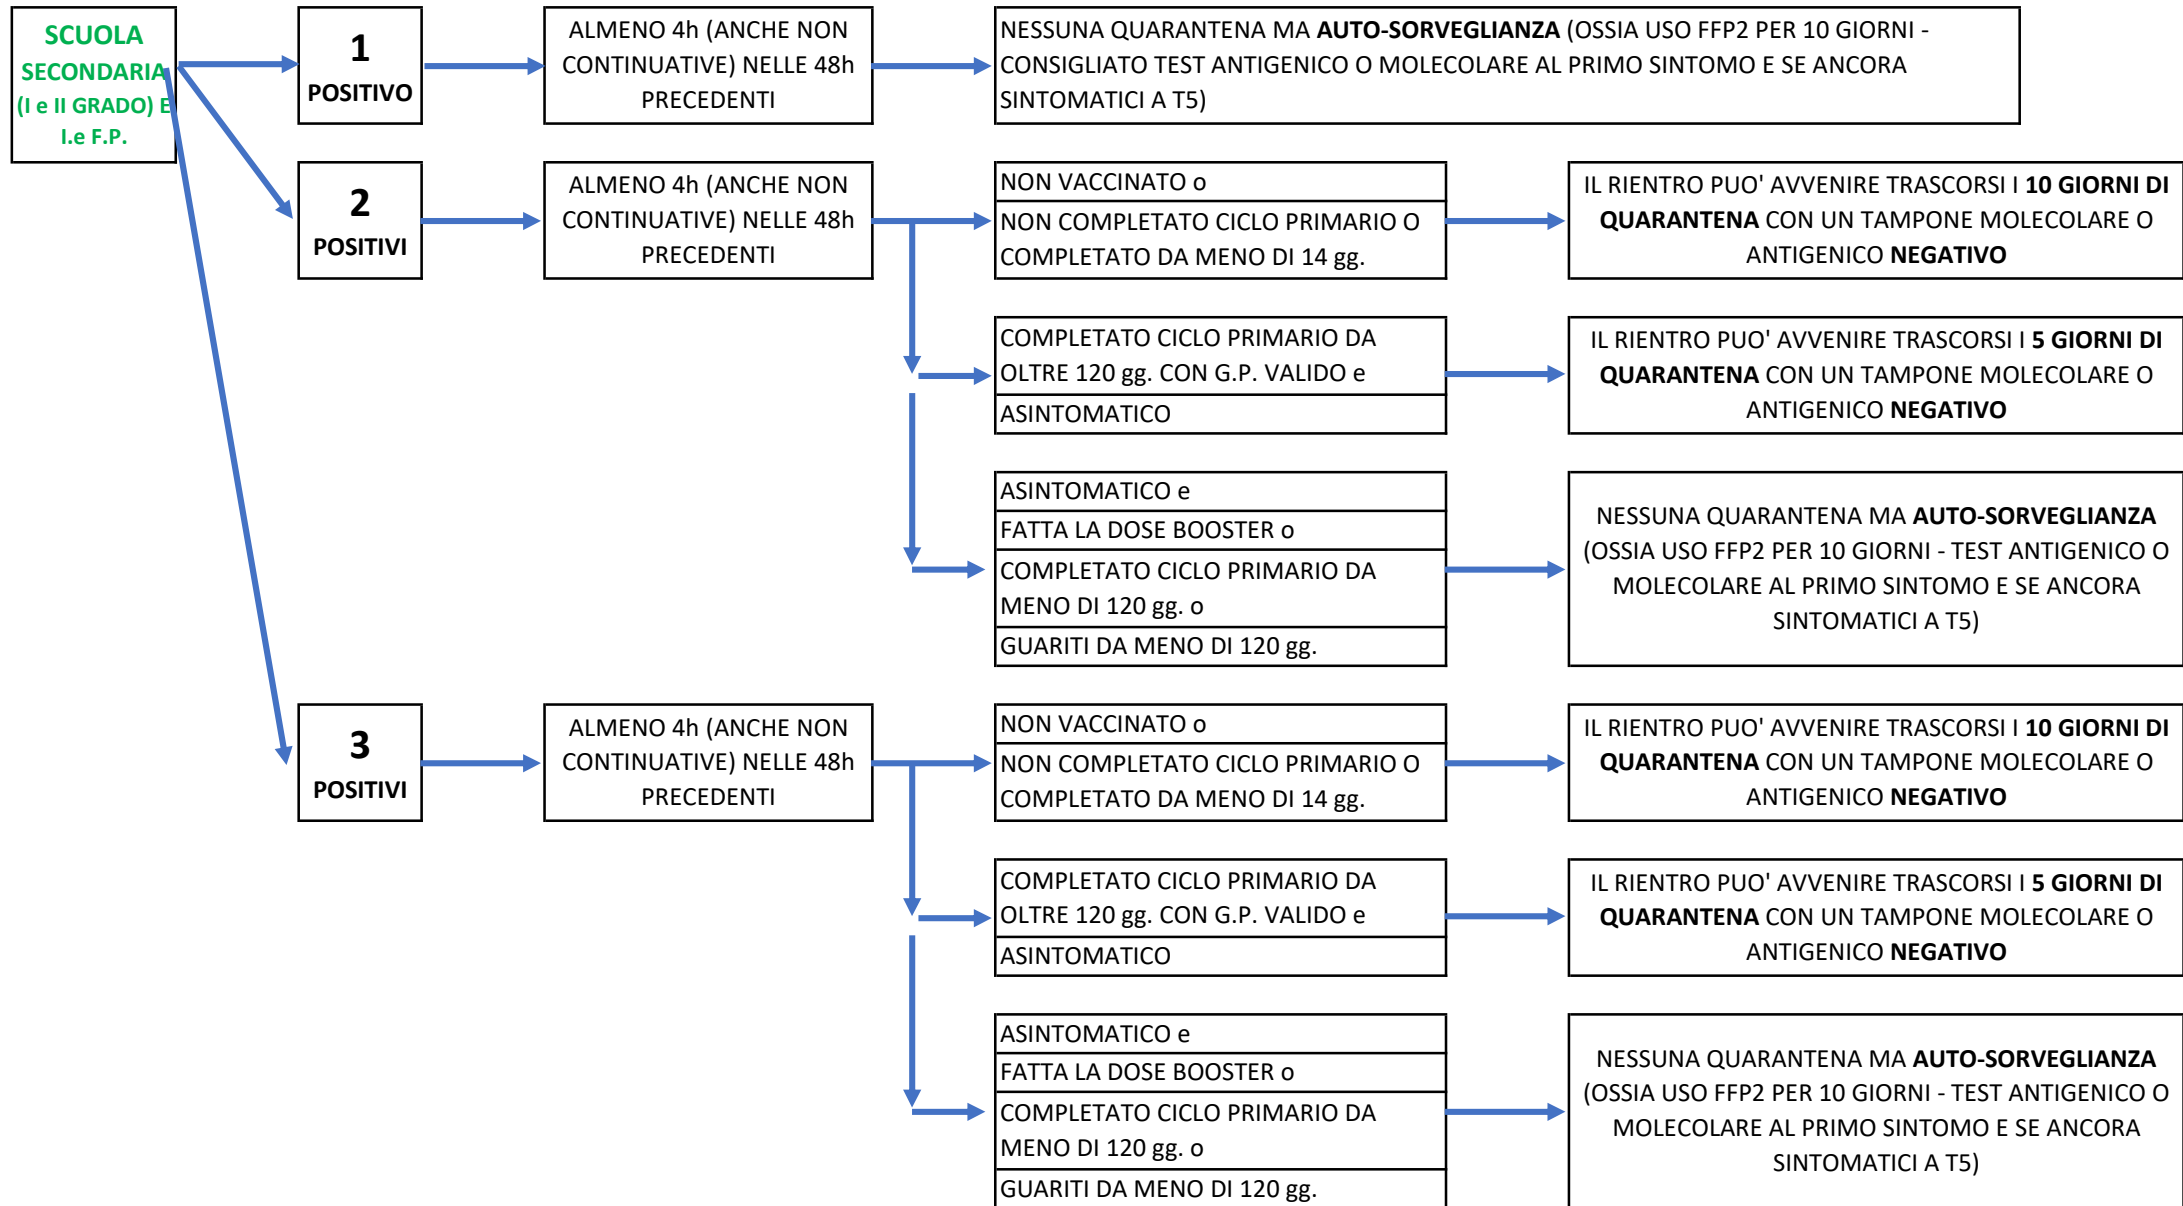 SCUOLA
SECONDARIA
(I e II GRADO) E
I.e F.P.
1
POSITIVO
ALMENO 4h (ANCHE NON
CONTINUATIVE) NELLE 48h
PRECEDENTI
NESSUNA QUARANTENA MA AUTO-SORVEGLIANZA (OSSIA USO FFP2 PER 10 GIORNI -
CONSIGLIATO TEST ANTIGENICO O MOLECOLARE AL PRIMO SINTOMO E SE ANCORA
SINTOMATICI A T5)
2
POSITIVI
ALMENO 4h (ANCHE NON
CONTINUATIVE) NELLE 48h
PRECEDENTI
NON VACCINATO o
NON COMPLETATO CICLO PRIMARIO O
COMPLETATO DA MENO DI 14 gg.
IL RIENTRO PUO' AVVENIRE TRASCORSI I 10 GIORNI DI
QUARANTENA CON UN TAMPONE MOLECOLARE O
ANTIGENICO NEGATIVO
COMPLETATO CICLO PRIMARIO DA
OLTRE 120 gg. CON G.P. VALIDO e
ASINTOMATICO
IL RIENTRO PUO' AVVENIRE TRASCORSI I 5 GIORNI DI
QUARANTENA CON UN TAMPONE MOLECOLARE O
ANTIGENICO NEGATIVO
ASINTOMATICO e
FATTA LA DOSE BOOSTER o
COMPLETATO CICLO PRIMARIO DA
MENO DI 120 gg. o
GUARITI DA MENO DI 120 gg.
NESSUNA QUARANTENA MA AUTO-SORVEGLIANZA
(OSSIA USO FFP2 PER 10 GIORNI - TEST ANTIGENICO O
MOLECOLARE AL PRIMO SINTOMO E SE ANCORA
SINTOMATICI A T5)
3
POSITIVI
ALMENO 4h (ANCHE NON
CONTINUATIVE) NELLE 48h
PRECEDENTI
NON VACCINATO o
NON COMPLETATO CICLO PRIMARIO O
COMPLETATO DA MENO DI 14 gg.
IL RIENTRO PUO' AVVENIRE TRASCORSI I 10 GIORNI DI
QUARANTENA CON UN TAMPONE MOLECOLARE O
ANTIGENICO NEGATIVO
COMPLETATO CICLO PRIMARIO DA
OLTRE 120 gg. CON G.P. VALIDO e
ASINTOMATICO
IL RIENTRO PUO' AVVENIRE TRASCORSI I 5 GIORNI DI
QUARANTENA CON UN TAMPONE MOLECOLARE O
ANTIGENICO NEGATIVO
ASINTOMATICO e
FATTA LA DOSE BOOSTER o
COMPLETATO CICLO PRIMARIO DA
MENO DI 120 gg. o
GUARITI DA MENO DI 120 gg.
NESSUNA QUARANTENA MA AUTO-SORVEGLIANZA
(OSSIA USO FFP2 PER 10 GIORNI - TEST ANTIGENICO O
MOLECOLARE AL PRIMO SINTOMO E SE ANCORA
SINTOMATICI A T5)